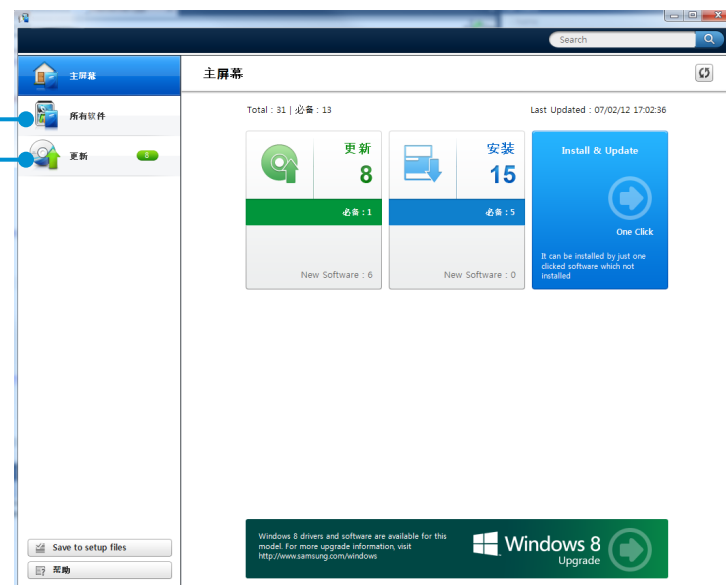 Search
主屏幕
所有软件
更新
8
主屏幕
Total : 31 | 必备 : 13
Last Updated : 07/02/12 17:02:36
更新
8
必备 : 1
New Software : 6
安装
15
必备 : 5
New Software : 0
Install & Update
One Click
It can be installed by just one
clicked software which not
installed
Save to setup files
帮助
Windows 8 drivers and software are available for this
model. For more upgrade information, visit
http://www.samsung.com/windows
Windows 8
Upgrade